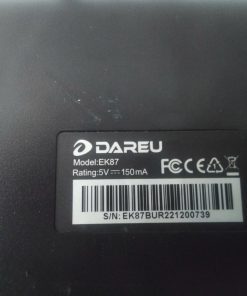 DAREU
Model:EK87
Rating:5V⎓150mA
FC CE
S/N: EK87BUR221200739